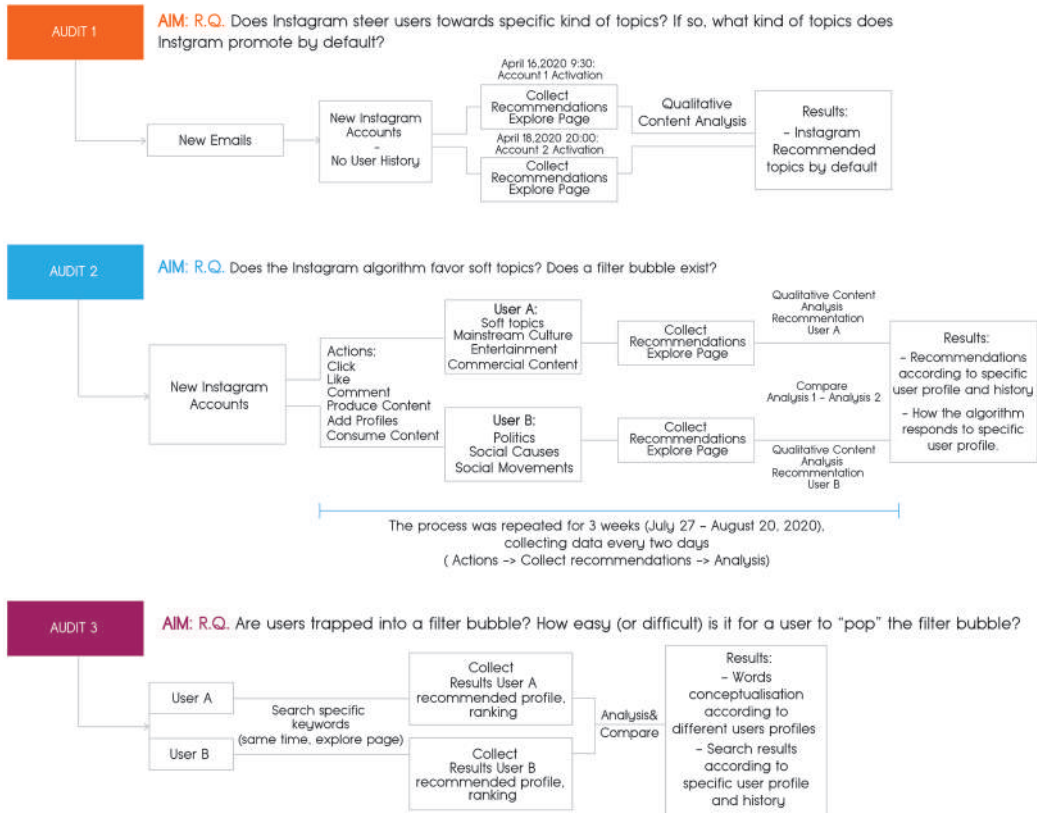 AUDIT 1
AIM: R.Q. Does Instagram steer users towards specific kind of topics? If so, what kind of topics does
Instgram promote by default?
New Emails
New Instagram
Accounts
-
No User History
April 16,2020 9:30:
Account 1 Activation
Collect
Recommendations
Explore Page
April 18,2020 20:00:
Account 2 Activation
Collect
Recommendations
Explore Page
Qualitative
Content Analysis
Results:
- Instagram
Recommended
topics by default
AUDIT 2
AIM: R.Q. Does the Instagram algorithm favor soft topics? Does a filter bubble exist?
New Instagram
Accounts
Actions:
Click
Like
Comment
Produce Content
Add Profiles
Consume Content
User A:
Soft topics
Mainstream Culture
Entertainment
Commercial Content
User B:
Politics
Social Causes
Social Movements
Collect
Recommendations
Explore Page
Collect
Recommendations
Explore Page
Qualitative Content
Analysis
Recommentation
User A
Compare
Analysis 1 - Analysis 2
Qualitative Content
Analysis
Recommentation
User B
Results:
- Recommendations
according to specific
user profile and history
- How the algorithm
responds to specific
user profile.
The process was repeated for 3 weeks (July 27 - August 20, 2020),
collecting data every two days
( Actions -> Collect recommendations -> Analysis)
AUDIT 3
AIM: R.Q. Are users trapped into a filter bubble? How easy (or difficult) is it for a user to “pop” the filter bubble?
User A
User B
Search specific
keywords
(same time, explore page)
Collect
Results User A
recommended profile,
ranking
Collect
Results User B
recommended profile,
ranking
Analysis&
Compare
Results:
- Words
conceptualisation
according to
different users profiles
- Search results
according to
specific user profile
and history